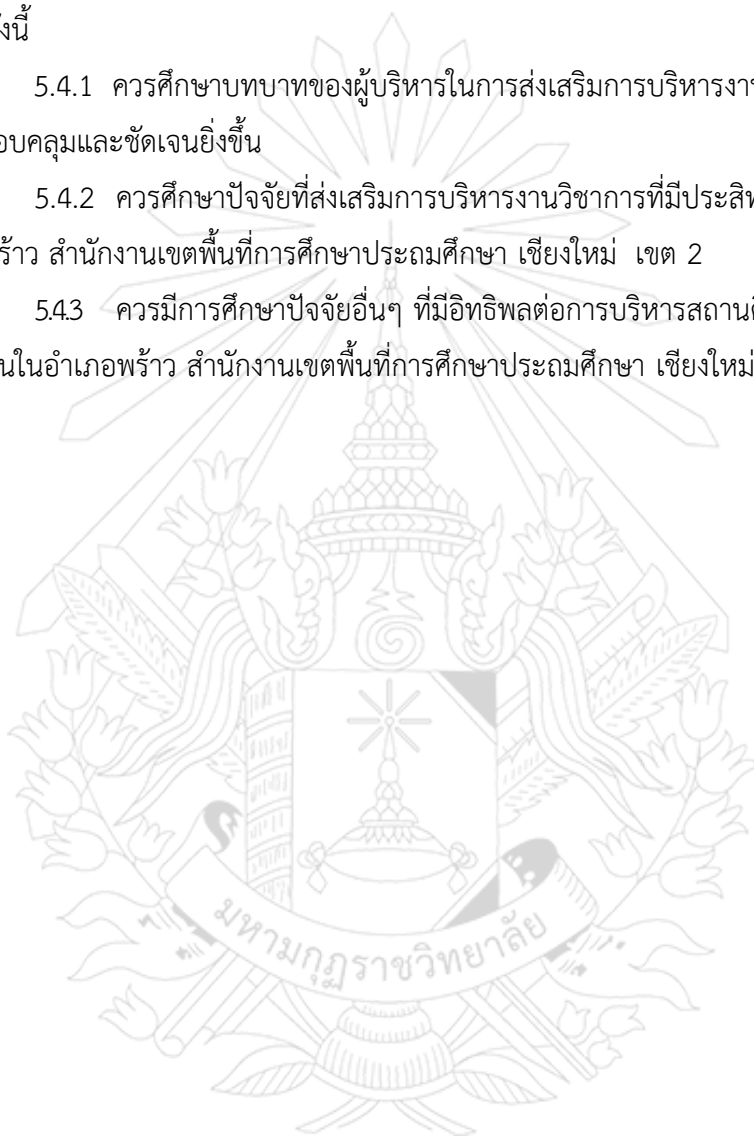 ังนี้
5.4.1 ควรศึกษาบทบาทของผู้บริหารในการส่งเสริมการบริหารงาน
อบคลุมและชัดเจนยิ่งขึ้น
5.4.2 ควรศึกษาปัจจัยที่ส่งเสริมการบริหารงานวิชาการที่มีประสิท
ร้าว สำนักงานเขตพื้นที่การศึกษาประถมศึกษา เชียงใหม่ เขต 2
5.4.3 ควรมีการศึกษาปัจจัยอื่นๆ ที่มีอิทธิพลต่อการบริหารสถานศ
นในอำเภอพร้าว สำนักงานเขตพื้นที่การศึกษาประถมศึกษา เชียงใหม่
มหามกุฏราชวิทยาลัย